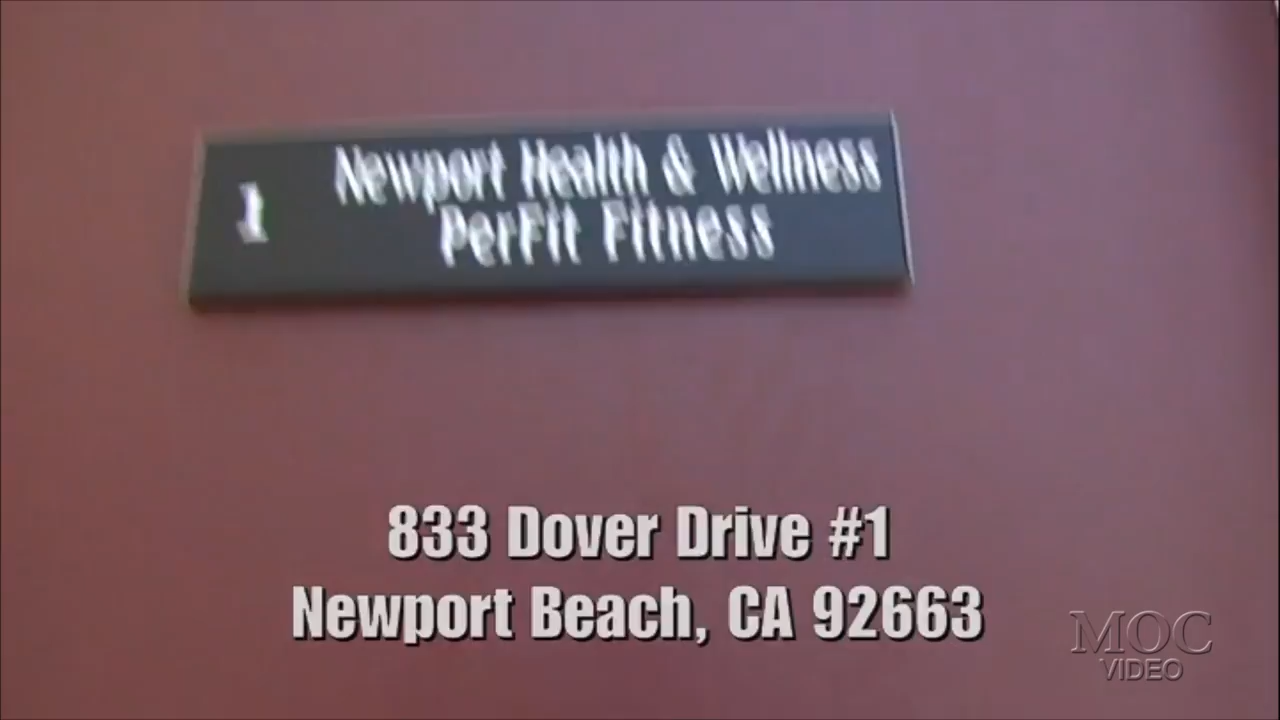 1
Newport Health & Wellness
PerFit Fitness
833 Dover Drive #1
Newport Beach, CA 92663
MOC
VIDEO